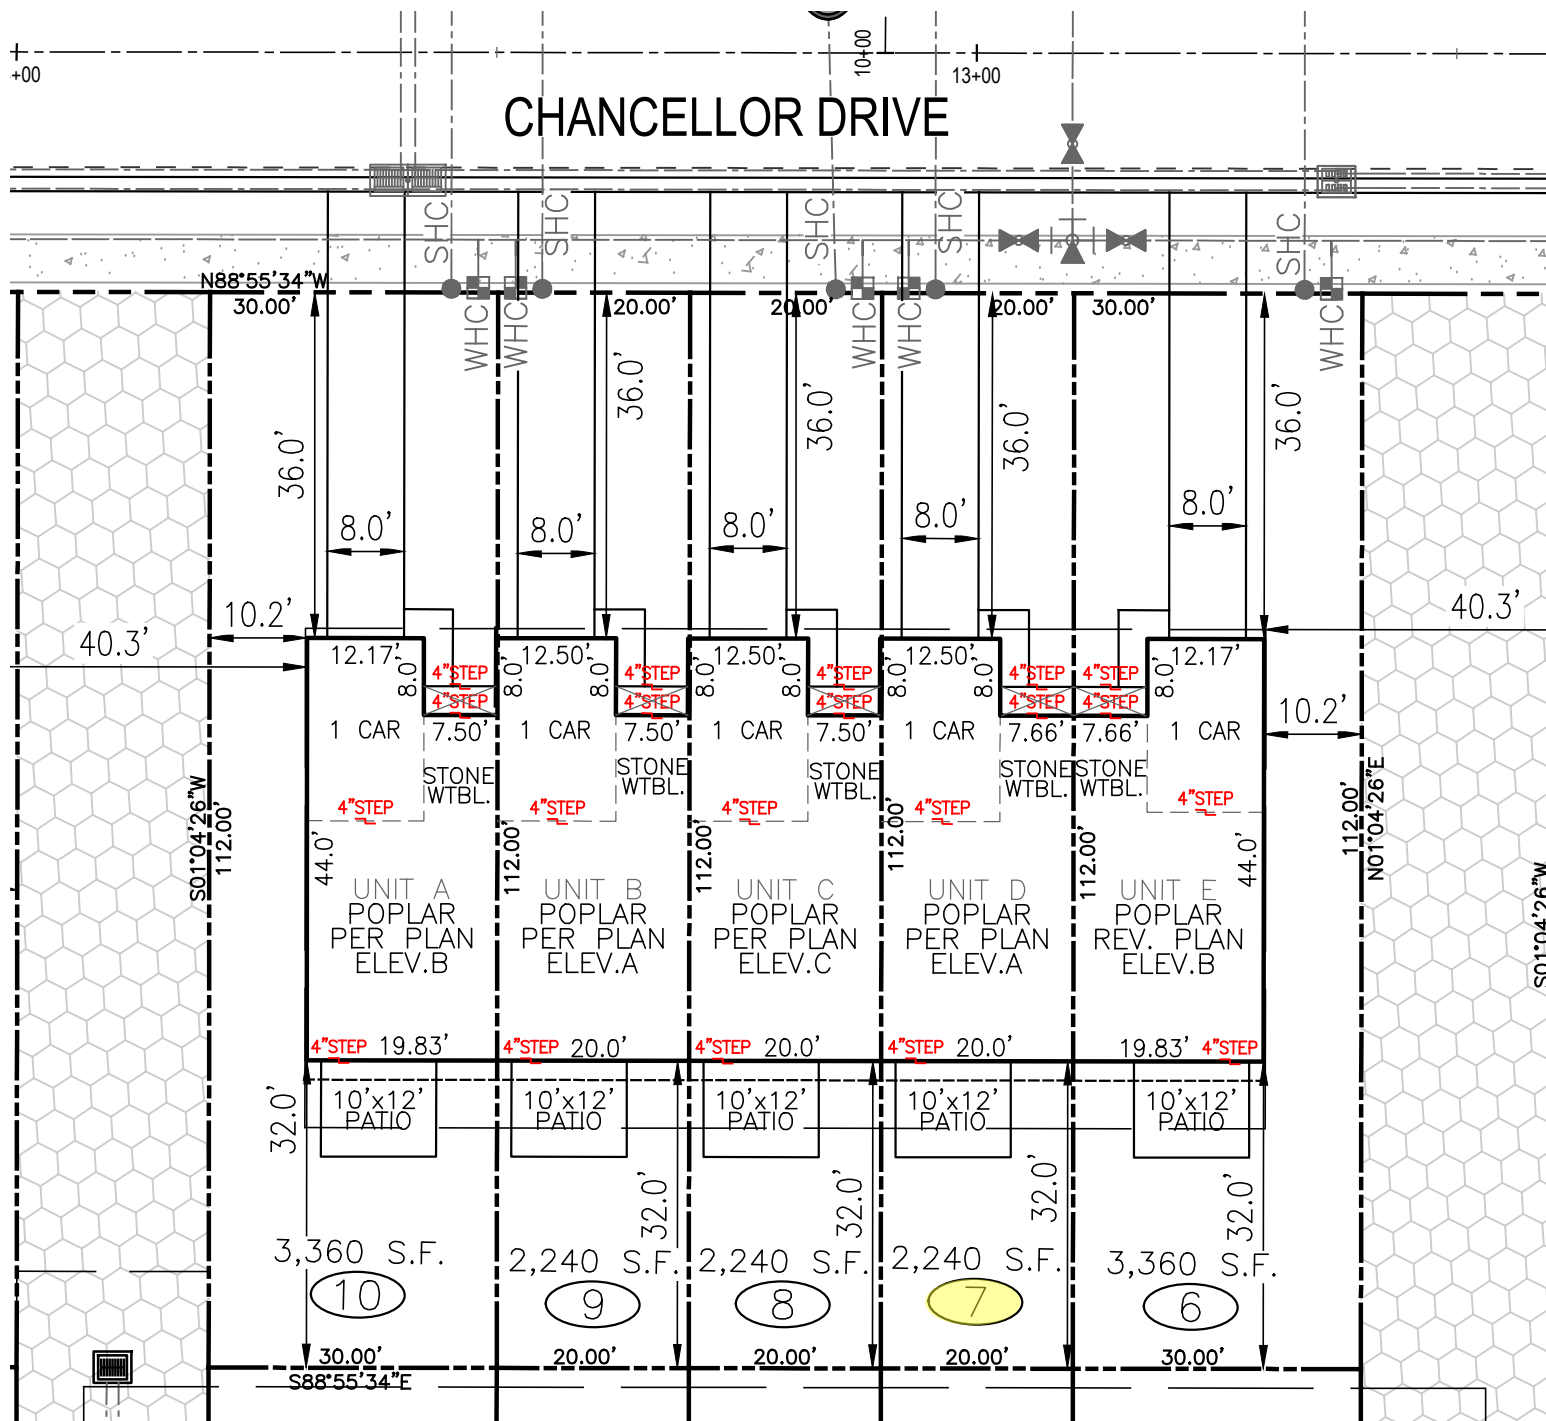 +00
10+00
13+00
CHANCELLOR DRIVE
SHC
SHC
SHC
SHC
SHC
N88°55'34"W
30.00'
20.00'
20.00'
20.00'
30.00'
WHC
WHC
WHC
WHC
WHC
36.0'
36.0'
36.0'
36.0'
36.0'
8.0'
8.0'
8.0'
8.0'
8.0'
40.3'
10.2'
40.3'
10.2'
12.17'
12.50'
12.50'
12.50'
12.17'
8.0'
8.0'
8.0'
8.0'
8.0'
8.0'
8.0'
8.0'
4"STEP
4"STEP
4"STEP
4"STEP
4"STEP
4"STEP
4"STEP
4"STEP
4"STEP
4"STEP
1 CAR
7.50'
1 CAR
7.50'
1 CAR
7.50'
1 CAR
7.66'
7.66'
1 CAR
STONE
WTBL.
STONE
WTBL.
STONE
WTBL.
STONE
WTBL.
STONE
WTBL.
4"STEP
4"STEP
4"STEP
4"STEP
4"STEP
S01°04'26"W
112.00'
44.0'
112.00'
112.00'
112.00'
112.00'
44.0'
112.00'
N01°04'26"E
S01°04'26"W
UNIT A
POPLAR
PER PLAN
ELEV.B
UNIT B
POPLAR
PER PLAN
ELEV.A
UNIT C
POPLAR
PER PLAN
ELEV.C
UNIT D
POPLAR
PER PLAN
ELEV.A
UNIT E
POPLAR
REV. PLAN
ELEV.B
4"STEP 19.83'
4"STEP 20.0'
4"STEP 20.0'
4"STEP 20.0'
19.83' 4"STEP
10'x12'
PATIO
10'x12'
PATIO
10'x12'
PATIO
10'x12'
PATIO
10'x12'
PATIO
32.0'
32.0'
32.0'
32.0'
32.0'
3,360 S.F.
10
2,240 S.F.
9
2,240 S.F.
8
2,240 S.F.
7
3,360 S.F.
6
30.00'
20.00'
20.00'
20.00'
30.00'
S88°55'34"E